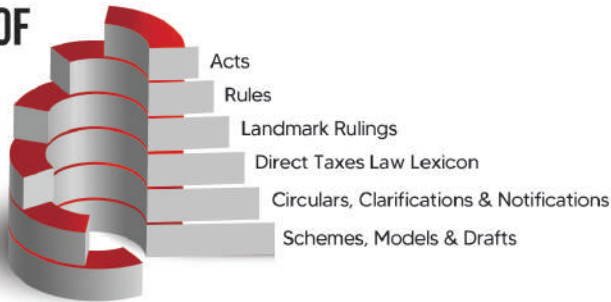 OF
Acts
Rules
Landmark Rulings
Direct Taxes Law Lexicon
Circulars, Clarifications & Notifications
Schemes, Models & Drafts